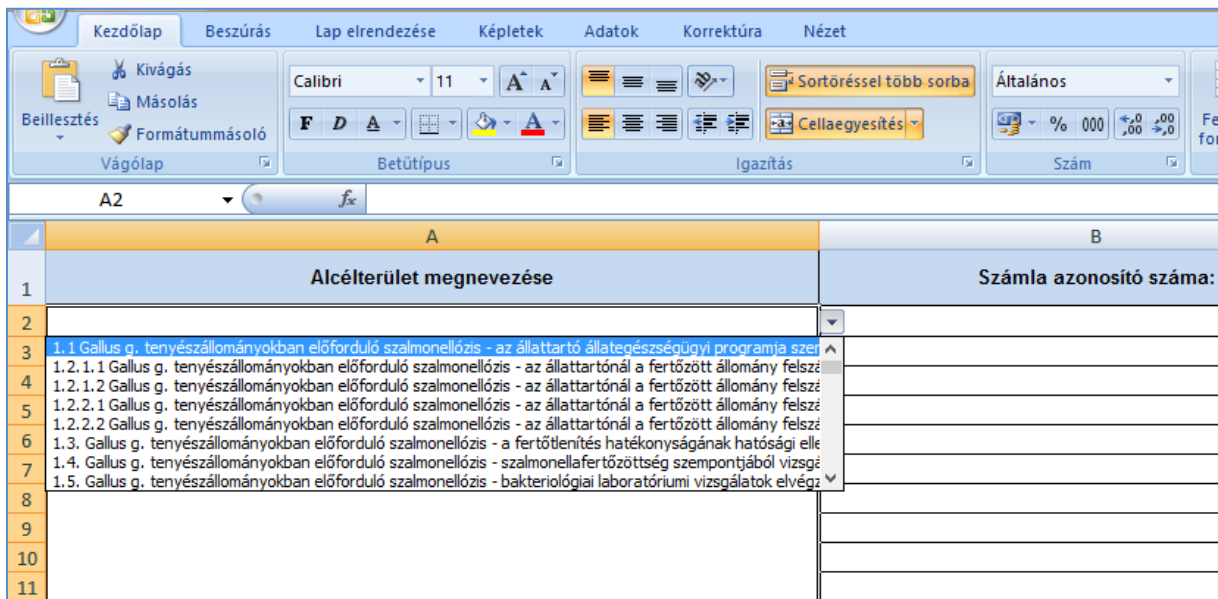 Kezdőlap Beszúrás Lap elrendezése Képletek Adatok Korrektúra Nézet
Beillesztés
Kivágás
Másolás
Formátummásoló
Vágólap
Calibri 11 A A
F D A A
Betűtípus
Sortöréssel több sorba
Cellaegyesítés
Igazítás
Általános
% 000 ,0 ,00 ,00 ,0
Szám
Fe
for
A2 fx
A B
1 Alcélterület megnevezése Számla azonosító száma:
2
3 1.1 Gallus g. tenyészállományokban előforduló szalmonellózis - az állattartó állategészségügyi programja szer
1.2.1.1 Gallus g. tenyészállományokban előforduló szalmonellózis - az állattartónál a fertőzött állomány felszá
4 1.2.1.2 Gallus g. tenyészállományokban előforduló szalmonellózis - az állattartónál a fertőzött állomány felszá
5 1.2.2.1 Gallus g. tenyészállományokban előforduló szalmonellózis - az állattartónál a fertőzött állomány felszá
1.2.2.2 Gallus g. tenyészállományokban előforduló szalmonellózis - az állattartónál a fertőzött állomány felszá
6 1.3. Gallus g. tenyészállományokban előforduló szalmonellózis - a fertőtlenítés hatékonyságának hatósági elle
7 1.4. Gallus g. tenyészállományokban előforduló szalmonellózis - szalmonellafertőzöttség szempontjából vizsgá
1.5. Gallus g. tenyészállományokban előforduló szalmonellózis - bakteriológiai laboratóriumi vizsgálatok elvégz
8
9
10
11